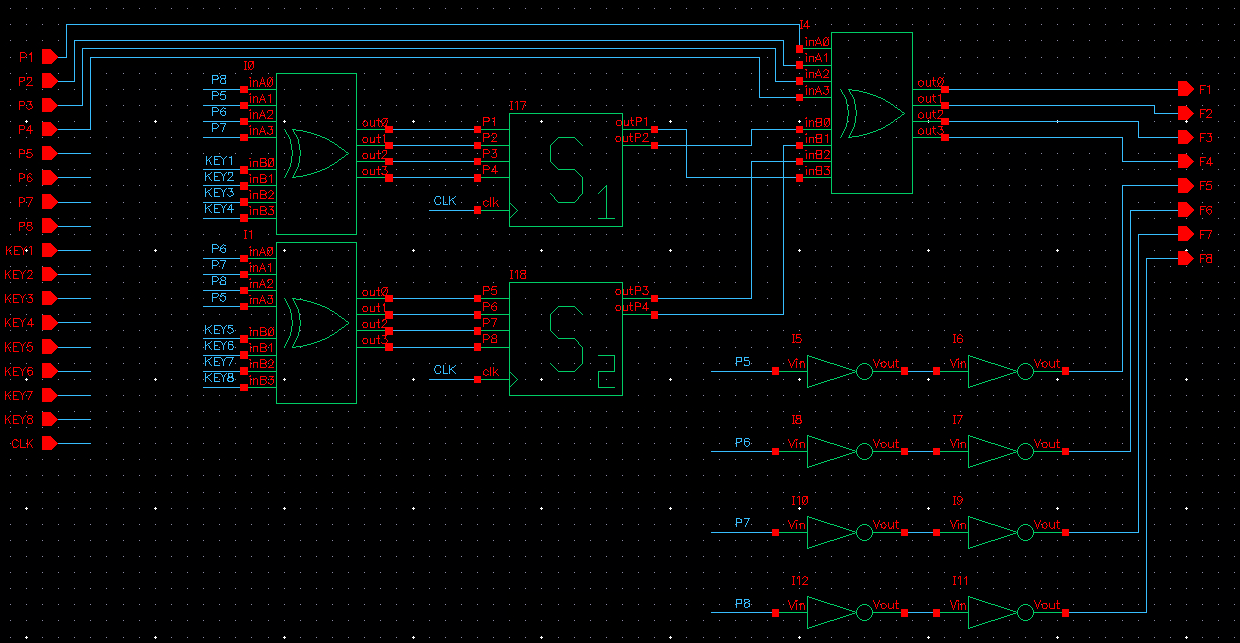 P1
P2
P3
P4
P5
P6
P7
P8
KEY1
KEY2
KEY3
KEY4
KEY5
KEY6
KEY7
KEY8
CLK
I0
P8
P5
P6
P7
KEY1
KEY2
KEY3
KEY4
inA0
inA1
inA2
inA3
inB0
inB1
inB2
inB3
out0
out1
out2
out3
I1
P6
P7
P8
P5
KEY5
KEY6
KEY7
KEY8
inA0
inA1
inA2
inA3
inB0
inB1
inB2
inB3
out0
out1
out2
out3
I17
P1
P2
P3
P4
CLK
clk
S1
outP1
outP2
I18
P5
P6
P7
P8
CLK
clk
S2
outP3
outP4
I4
inA0
inA1
inA2
inA3
inB0
inB1
inB2
inB3
out0
out1
out2
out3
I5
P5
Vin
Vout
I6
Vin
Vout
I8
P6
Vin
Vout
I7
Vin
Vout
I10
P7
Vin
Vout
I9
Vin
Vout
I12
P8
Vin
Vout
I11
Vin
Vout
F1
F2
F3
F4
F5
F6
F7
F8